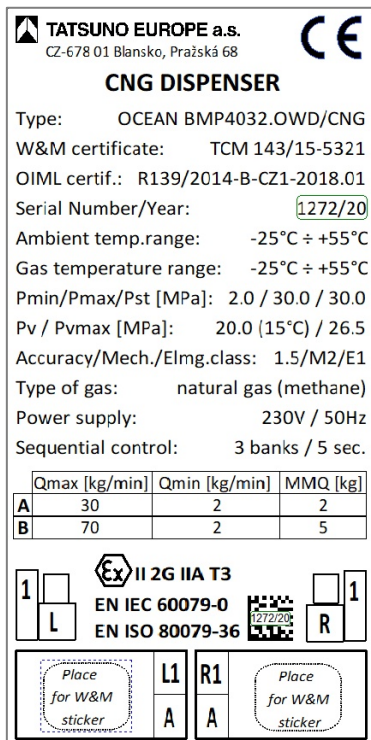 TATSUNO EUROPE a.s.
CZ-678 01 Blansko, Pražská 68
CE
CNG DISPENSER
Type: OCEAN BMP4032.OWD/CNG
W&M certificate: TCM 143/15-5321
OIML certif.: R139/2014-B-CZ1-2018.01
Serial Number/Year: 1272/20
Ambient temp.range: -25°C ÷ +55°C
Gas temperature range: -25°C ÷ +55°C
Pmin/Pmax/Pst [MPa]: 2.0 / 30.0 / 30.0
Pv / Pvmax [MPa]: 20.0 (15°C) / 26.5
Accuracy/Mech./Elmg.class: 1.5/M2/E1
Type of gas: natural gas (methane)
Power supply: 230V / 50Hz
Sequential control: 3 banks / 5 sec.
Qmax [kg/min] Qmin [kg/min] MMQ [kg]
A 30 2 2
B 70 2 5
Ex II 2G IIA T3
EN IEC 60079-0
EN ISO 80079-36
1272/20
1 L
R 1
Place for W&M sticker
L1 A
R1 A
Place for W&M sticker